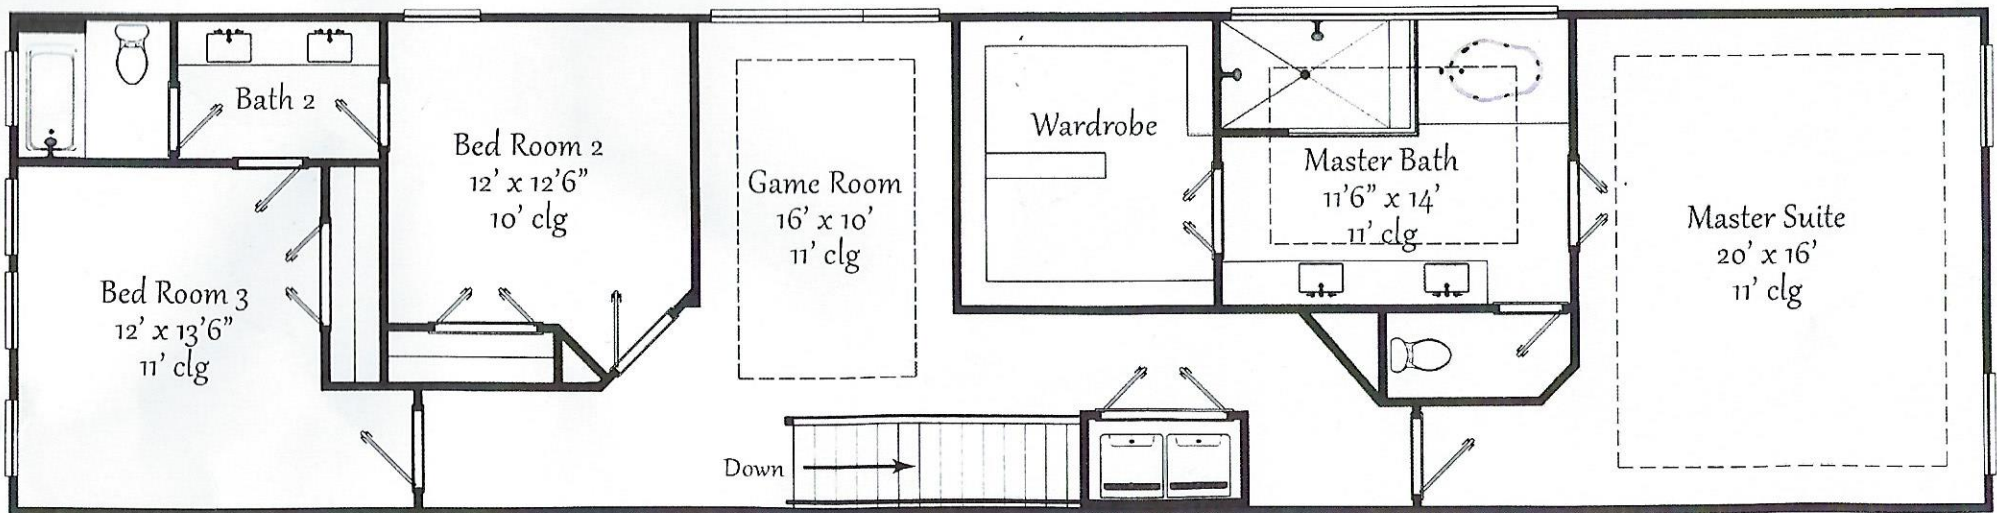 Bath 2
Bed Room 2
12' x 12'6"
10' clg
Game Room
16' x 10'
11' clg
Wardrobe
Master Bath
11'6" x 14'
11' clg
Master Suite
20' x 16'
11' clg
Bed Room 3
12' x 13'6"
11' clg
Down